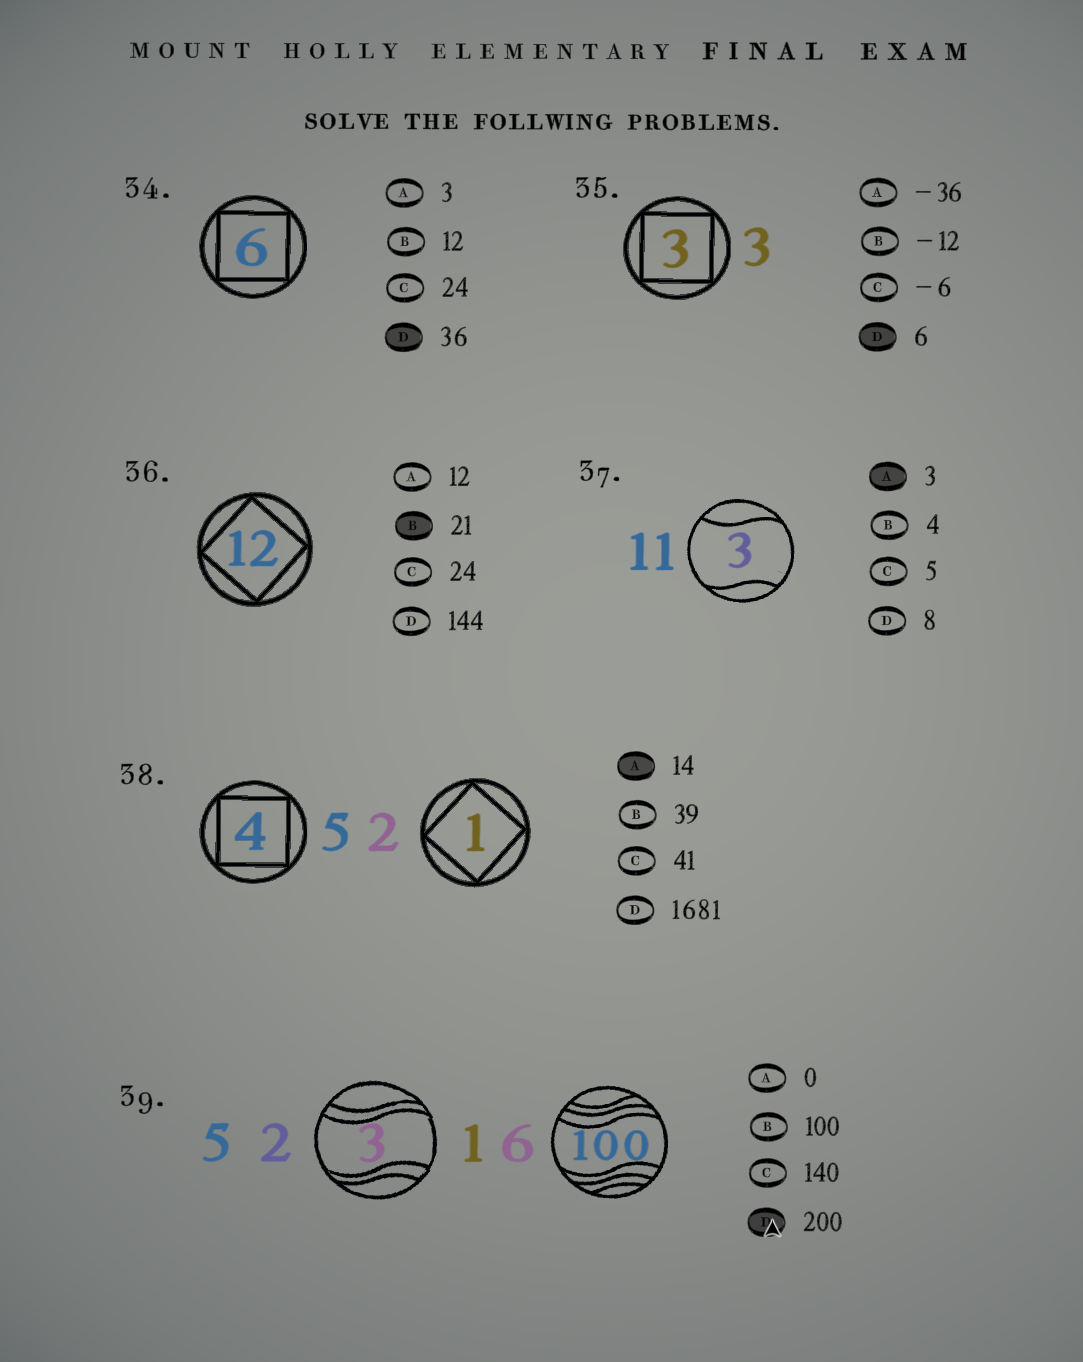 MOUNT HOLLY ELEMENTARY FINAL EXAM
SOLVE THE FOLLWING PROBLEMS.
34.
6
A 3
B 12
C 24
D 36
35.
3 3
A -36
B -12
C -6
D 6
36.
12
A 12
B 21
C 24
D 144
37.
11 3
A 3
B 4
C 5
D 8
38.
4 5 2 1
A 14
B 39
C 41
D 1681
39.
5 2 3 1 6 100
A 0
B 100
C 140
D 200